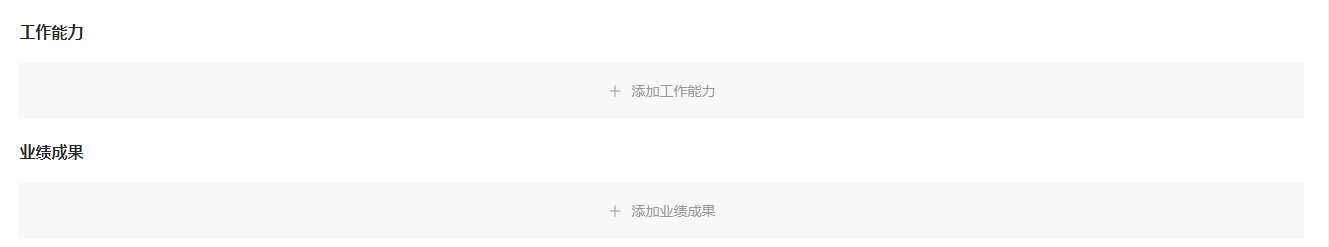 工作能力
+ 添加工作能力
业绩成果
+ 添加业绩成果